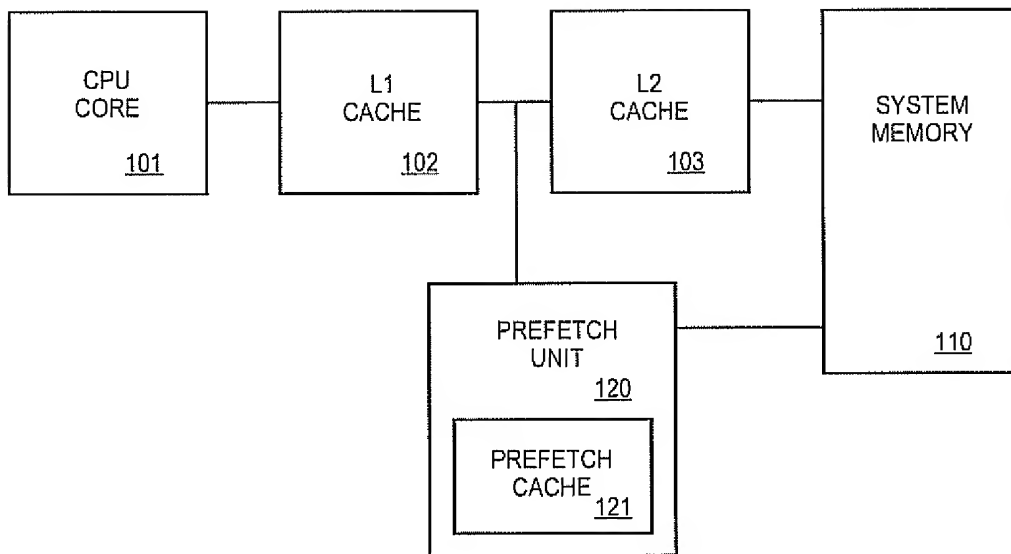 CPU
CORE
101
L1
CACHE
102
L2
CACHE
103
SYSTEM
MEMORY
110
PREFETCH
UNIT
120
PREFETCH
CACHE
121